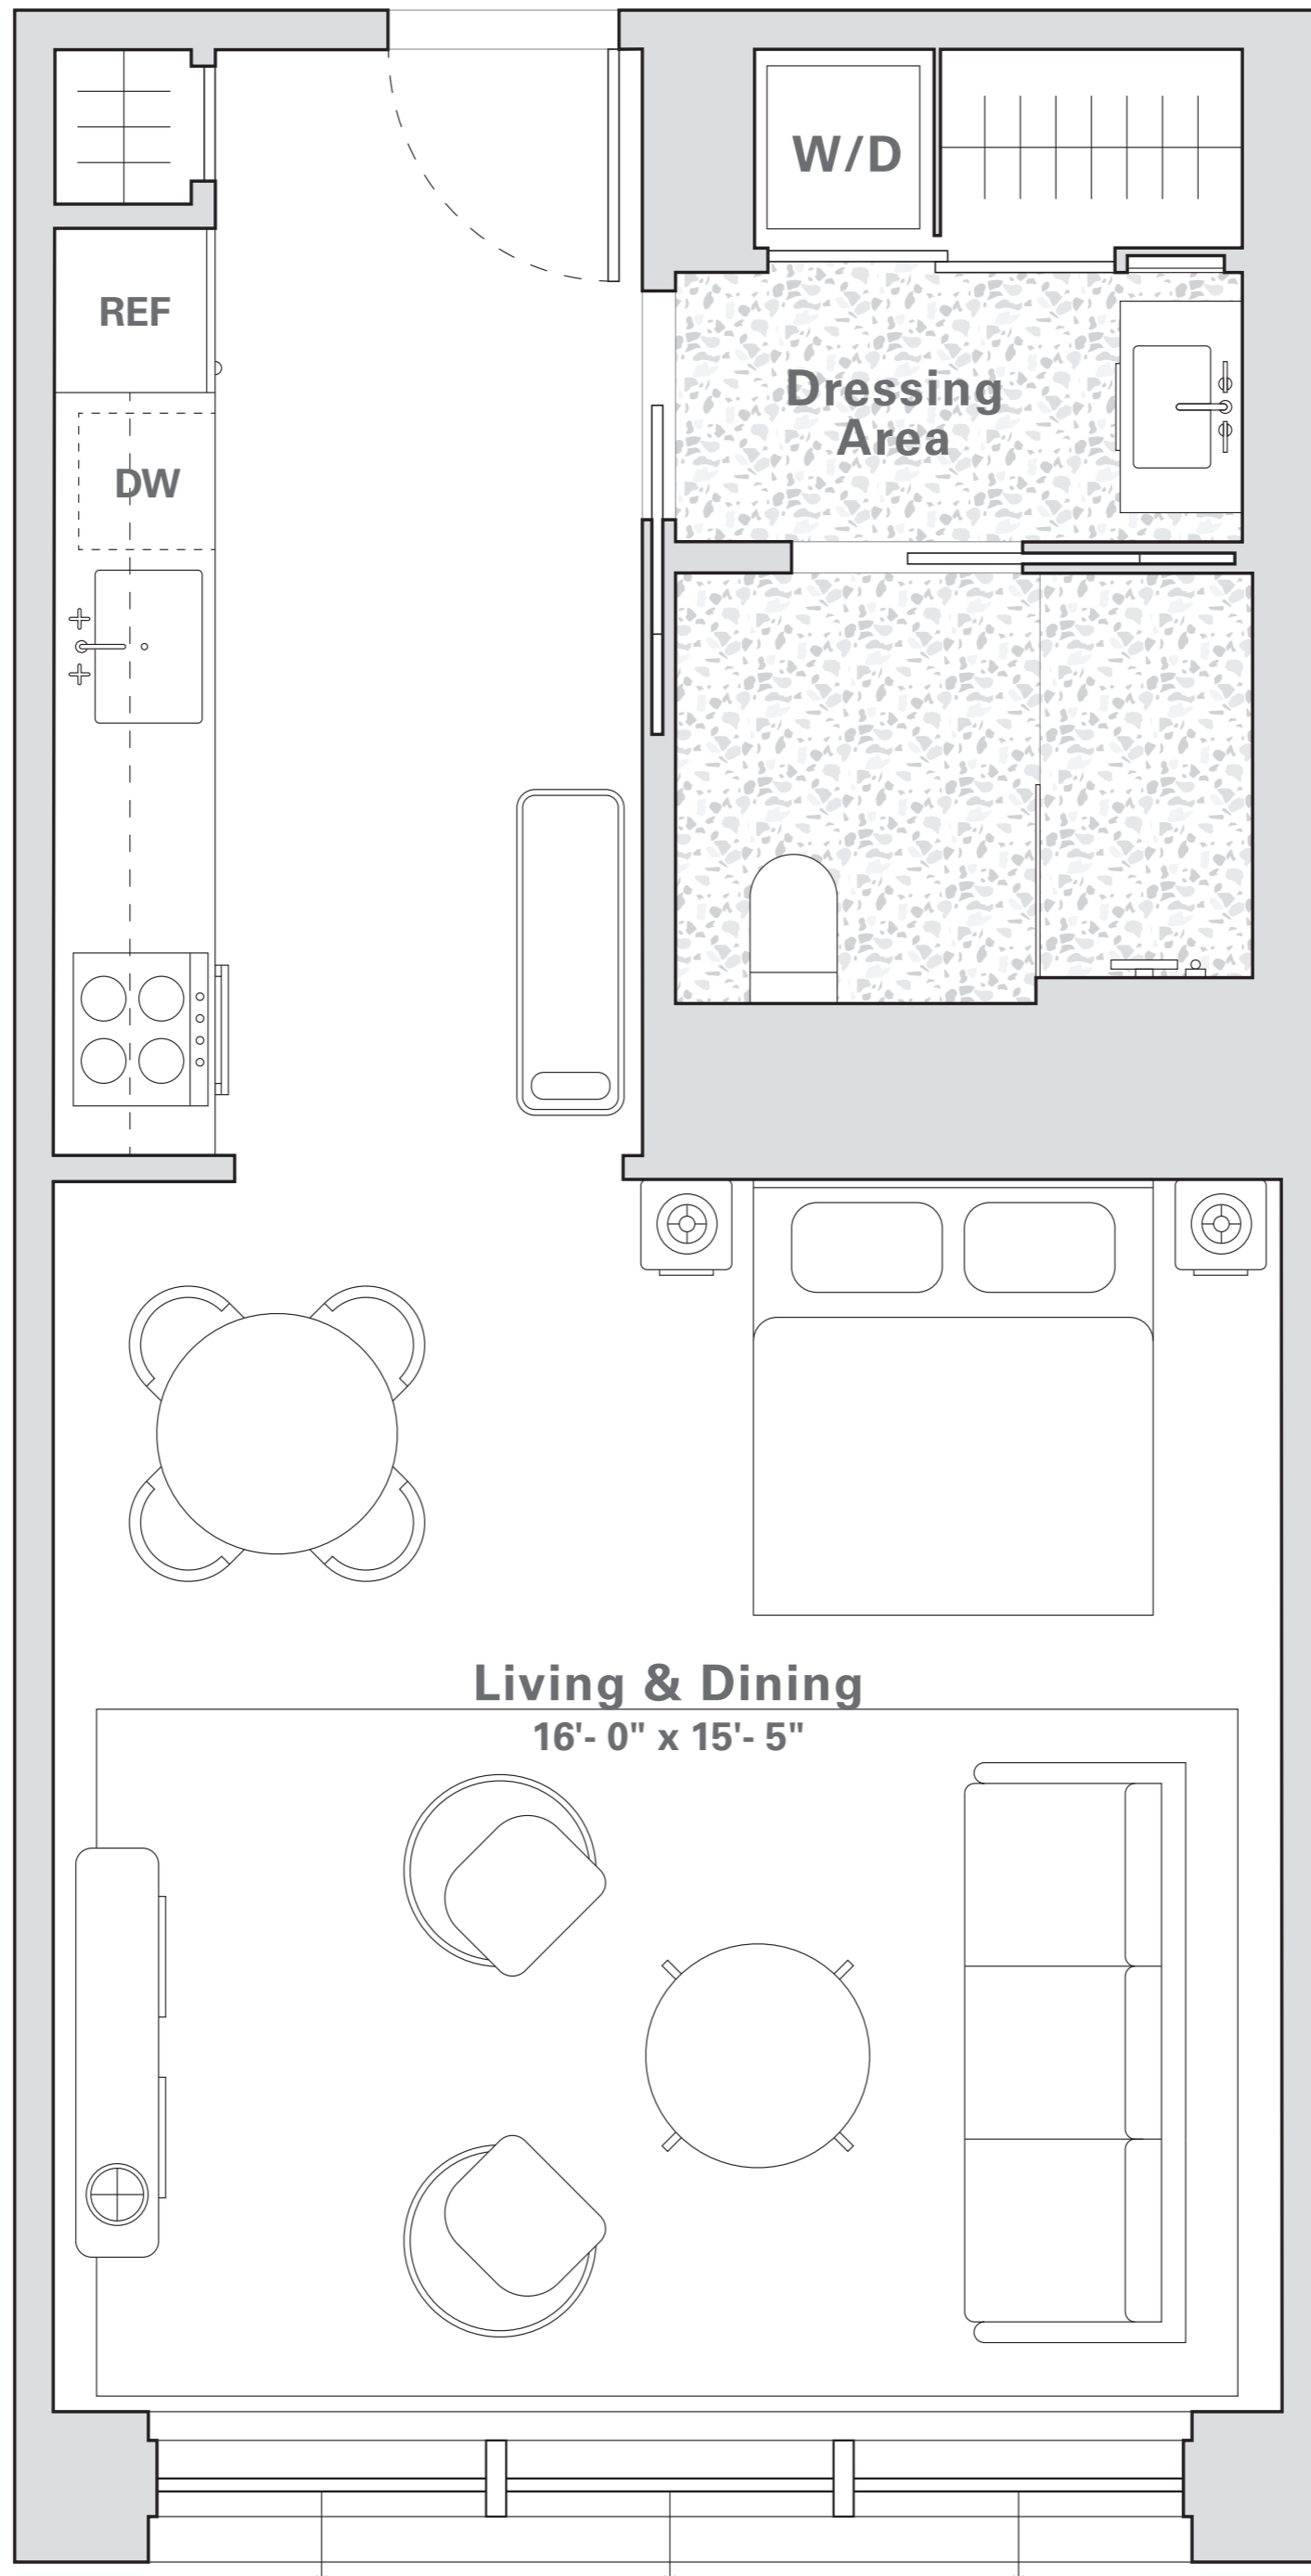 W/D
REF
Dressing
Area
DW
Living & Dining
16'- 0" x 15'- 5"